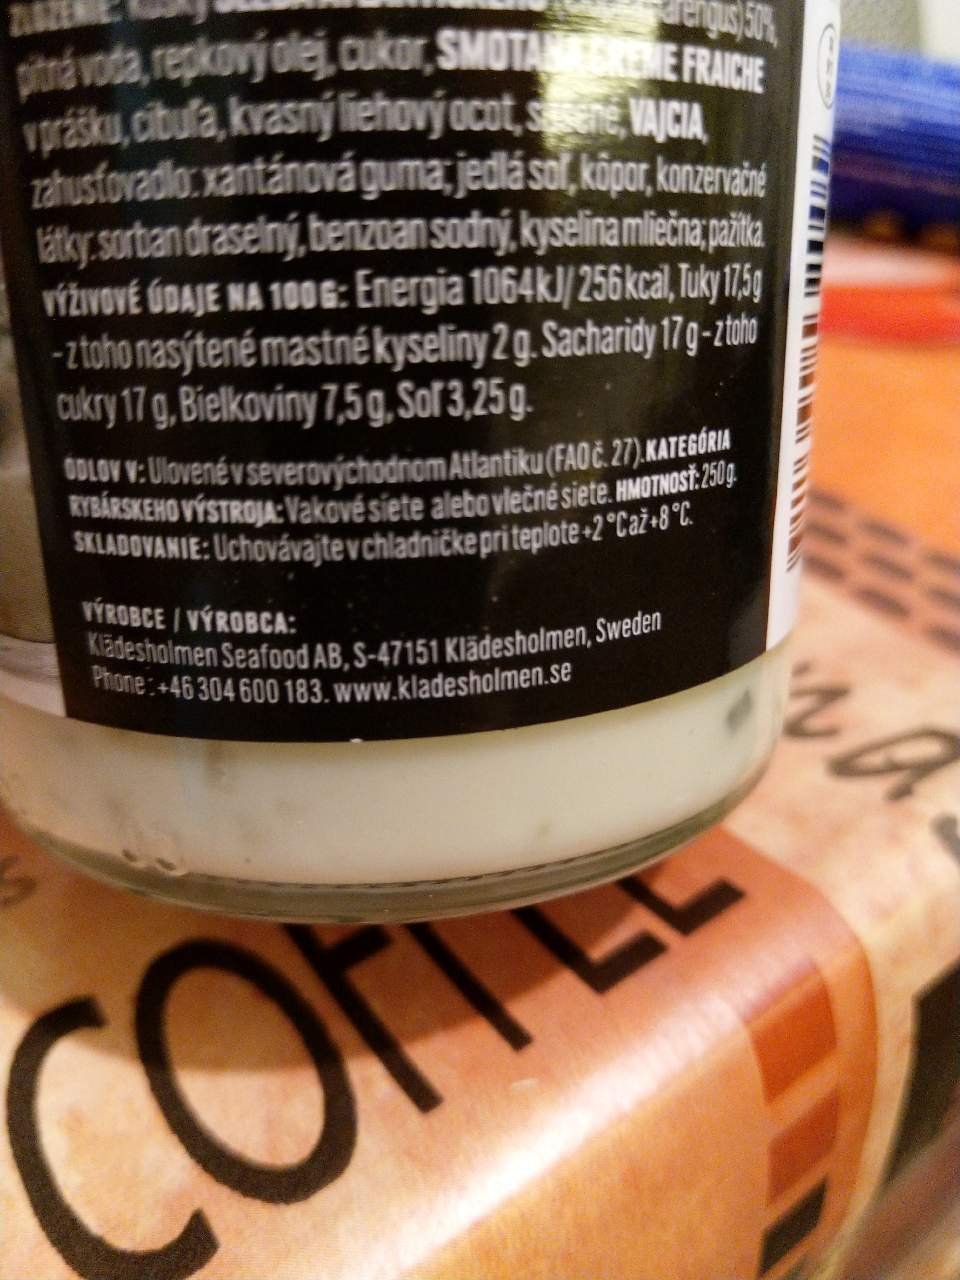 ZLOŽENIE: arengus) 50%,
pitná voda, repkový olej, cukor, SMOTANA CREME FRAICHE
v prášku, cibuľa, kvasný liehový ocot, VAJCIA,
zahusťovadlo: xantánová guma; jedlá soľ, kôpor, konzervačné
látky: sorban draselný, benzoan sodný, kyselina mliečna; pažítka.
VÝŽIVOVÉ ÚDAJE NA 100 G: Energia 1064 kJ/ 256 kcal, Tuky 17,5 g
- z toho nasýtené mastné kyseliny 2 g. Sacharidy 17 g - z toho
cukry 17 g, Bielkoviny 7,5 g, Soľ 3,25 g.
ODLOV V: Ulovené v severovýchodnom Atlantiku (FAO č. 27). KATEGÓRIA
RYBÁRSKEHO VÝSTROJA: Vakové siete alebo vlečné siete. HMOTNOSŤ: 250 g.
SKLADOVANIE: Uchovávajte v chladničke pri teplote +2 °C až +8 °C.
VÝROBCE / VÝROBCA:
Klädesholmen Seafood AB, S-47151 Klädesholmen, Sweden
Phone: +46 304 600 183. www.kladesholmen.se
COFFEE